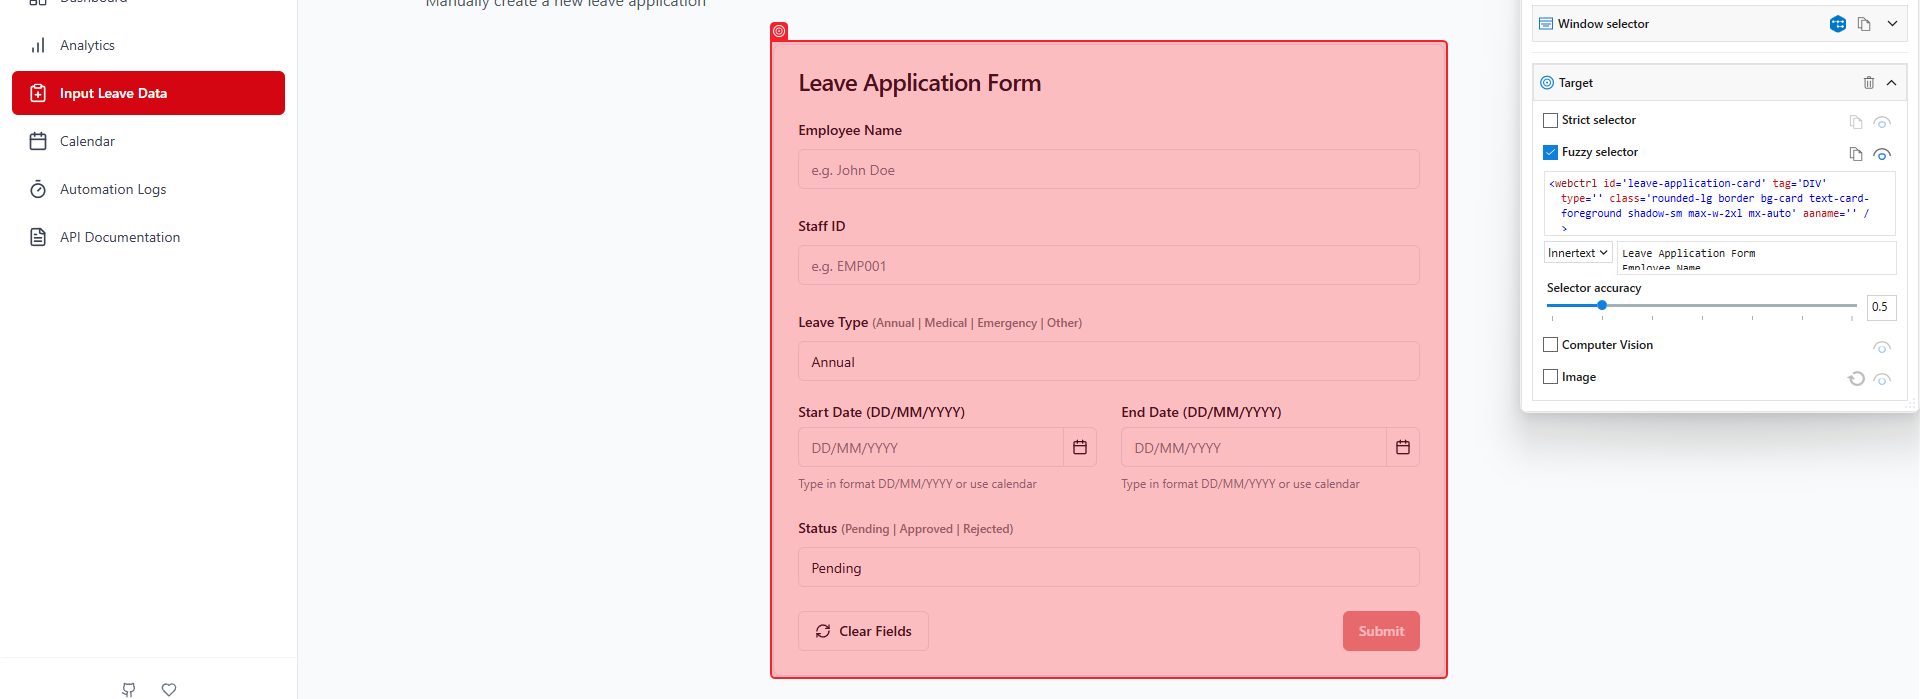 Dashboard
Manually create a new leave application
Analytics
Input Leave Data
Calendar
Automation Logs
API Documentation
Leave Application Form
Employee Name
e.g. John Doe
Staff ID
e.g. EMP001
Leave Type (Annual | Medical | Emergency | Other)
Annual
Start Date (DD/MM/YYYY)
End Date (DD/MM/YYYY)
DD/MM/YYYY
DD/MM/YYYY
Type in format DD/MM/YYYY or use calendar
Type in format DD/MM/YYYY or use calendar
Status (Pending | Approved | Rejected)
Pending
Clear Fields
Submit
Window selector
Target
Strict selector
Fuzzy selector
<webctrl id='leave-application-card' tag='DIV'
type='' class='rounded-lg border bg-card text-card-
foreground shadow-sm max-w-2xl mx-auto' aaname='' /
>
Innertext
Leave Application Form
Employee Name
Selector accuracy
0.5
Computer Vision
Image